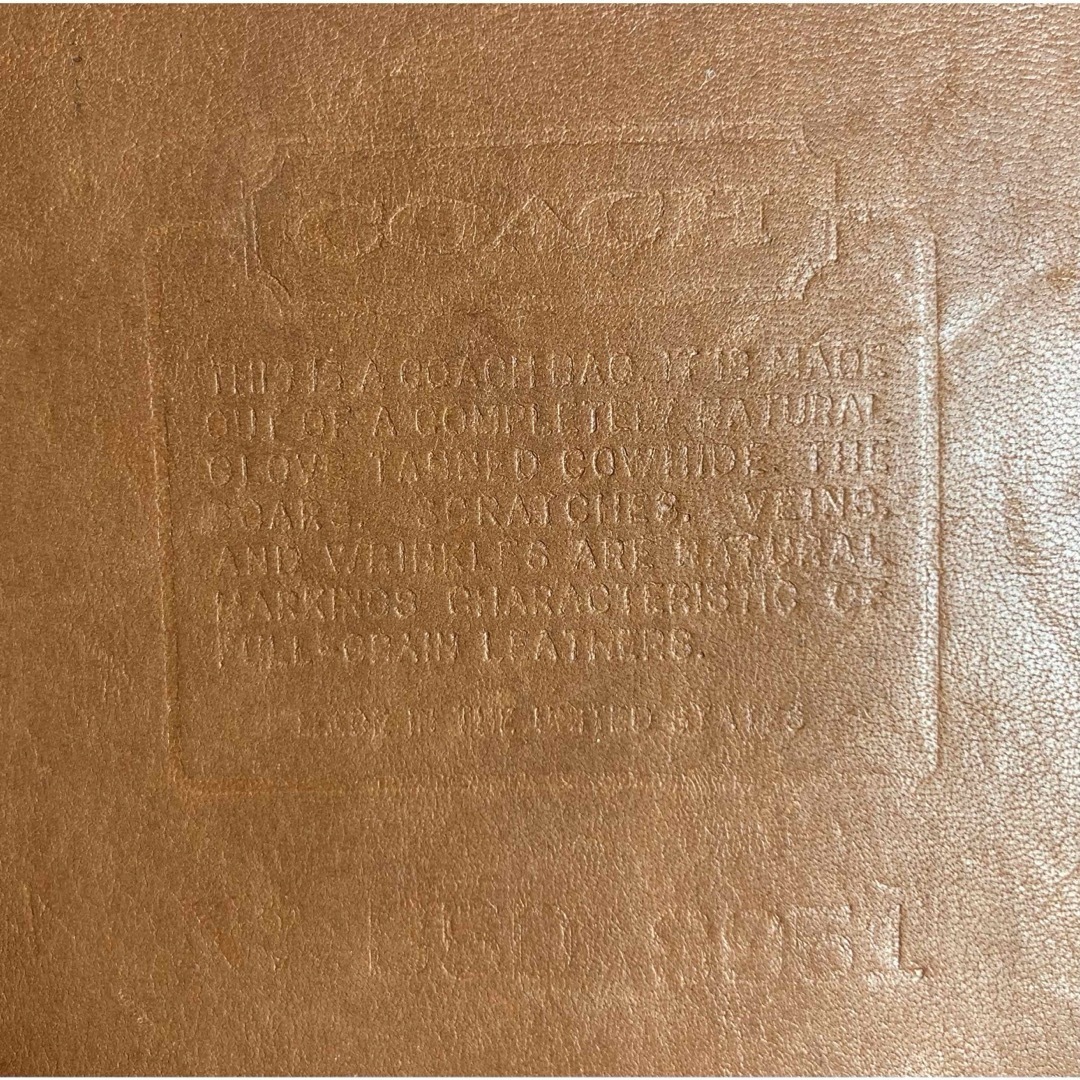 COACH
THIS IS A COACH BAG. IT IS MADE
OUT OF A COMPLETELY NATURAL
GLOVE TANNED COWHIDE. THE
SCARS, SCRATCHES, VEINS,
AND WRINKLES ARE NATURAL
MARKINGS CHARACTERISTIC OF
FULL-GRAIN LEATHERS.
MADE IN THE UNITED STATES